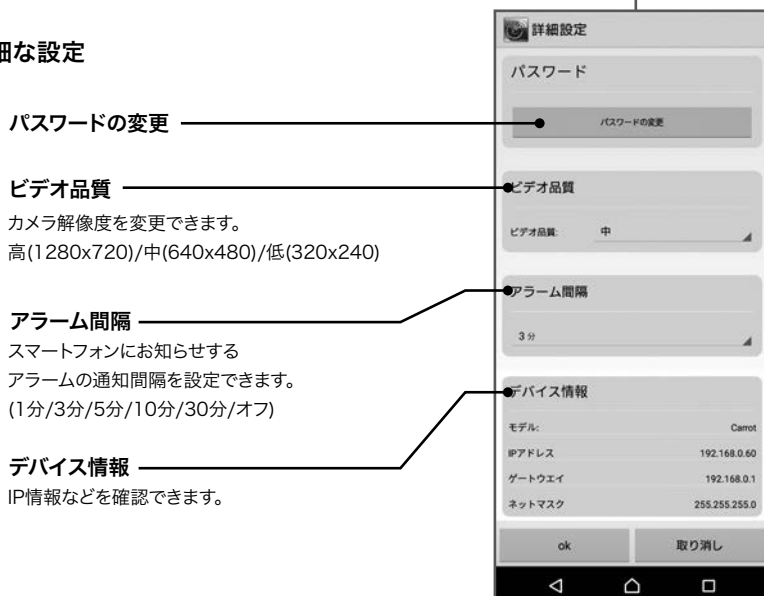 細な設定
パスワードの変更
ビデオ品質
カメラ解像度を変更できます。
高(1280x720)/中(640x480)/低(320x240)
アラーム間隔
スマートフォンにお知らせする
アラームの通知間隔を設定できます。
(1分/3分/5分/10分/30分/オフ)
デバイス情報
IP情報などを確認できます。
詳細設定
パスワード
パスワードの変更
ビデオ品質
ビデオ品質: 中
アラーム間隔
3分
デバイス情報
モデル: Carrot
IPアドレス 192.168.0.60
ゲートウエイ 192.168.0.1
ネットマスク 255.255.255.0
ok 取り消し